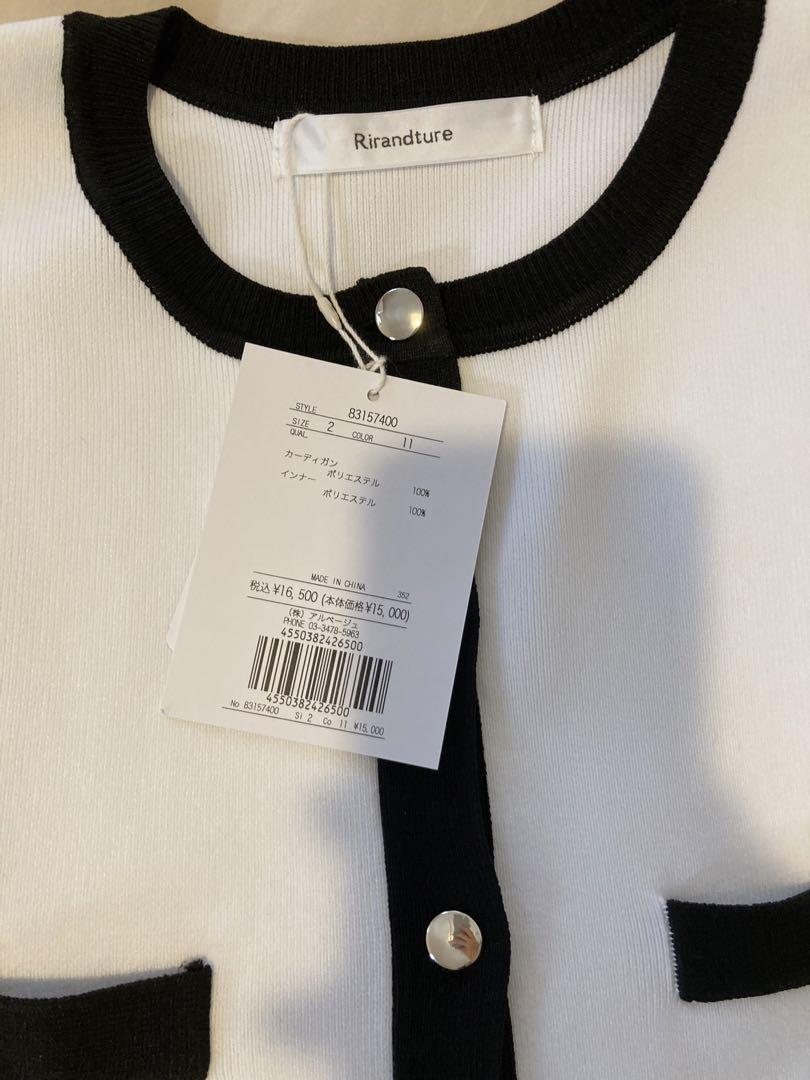 Rirandture
STYLE 83157400
SIZE 2 COLOR 11
QUAL
カーディガン
ポリエステル 100%
インナー
ポリエステル 100%
MADE IN CHINA 352
税込 ¥16,500 (本体価格¥15,000)
(株) アルページュ
PHONE 03-3478-5963
4550382426500
4550382426500
No 83157400 Si 2 Co 11 ¥15,000